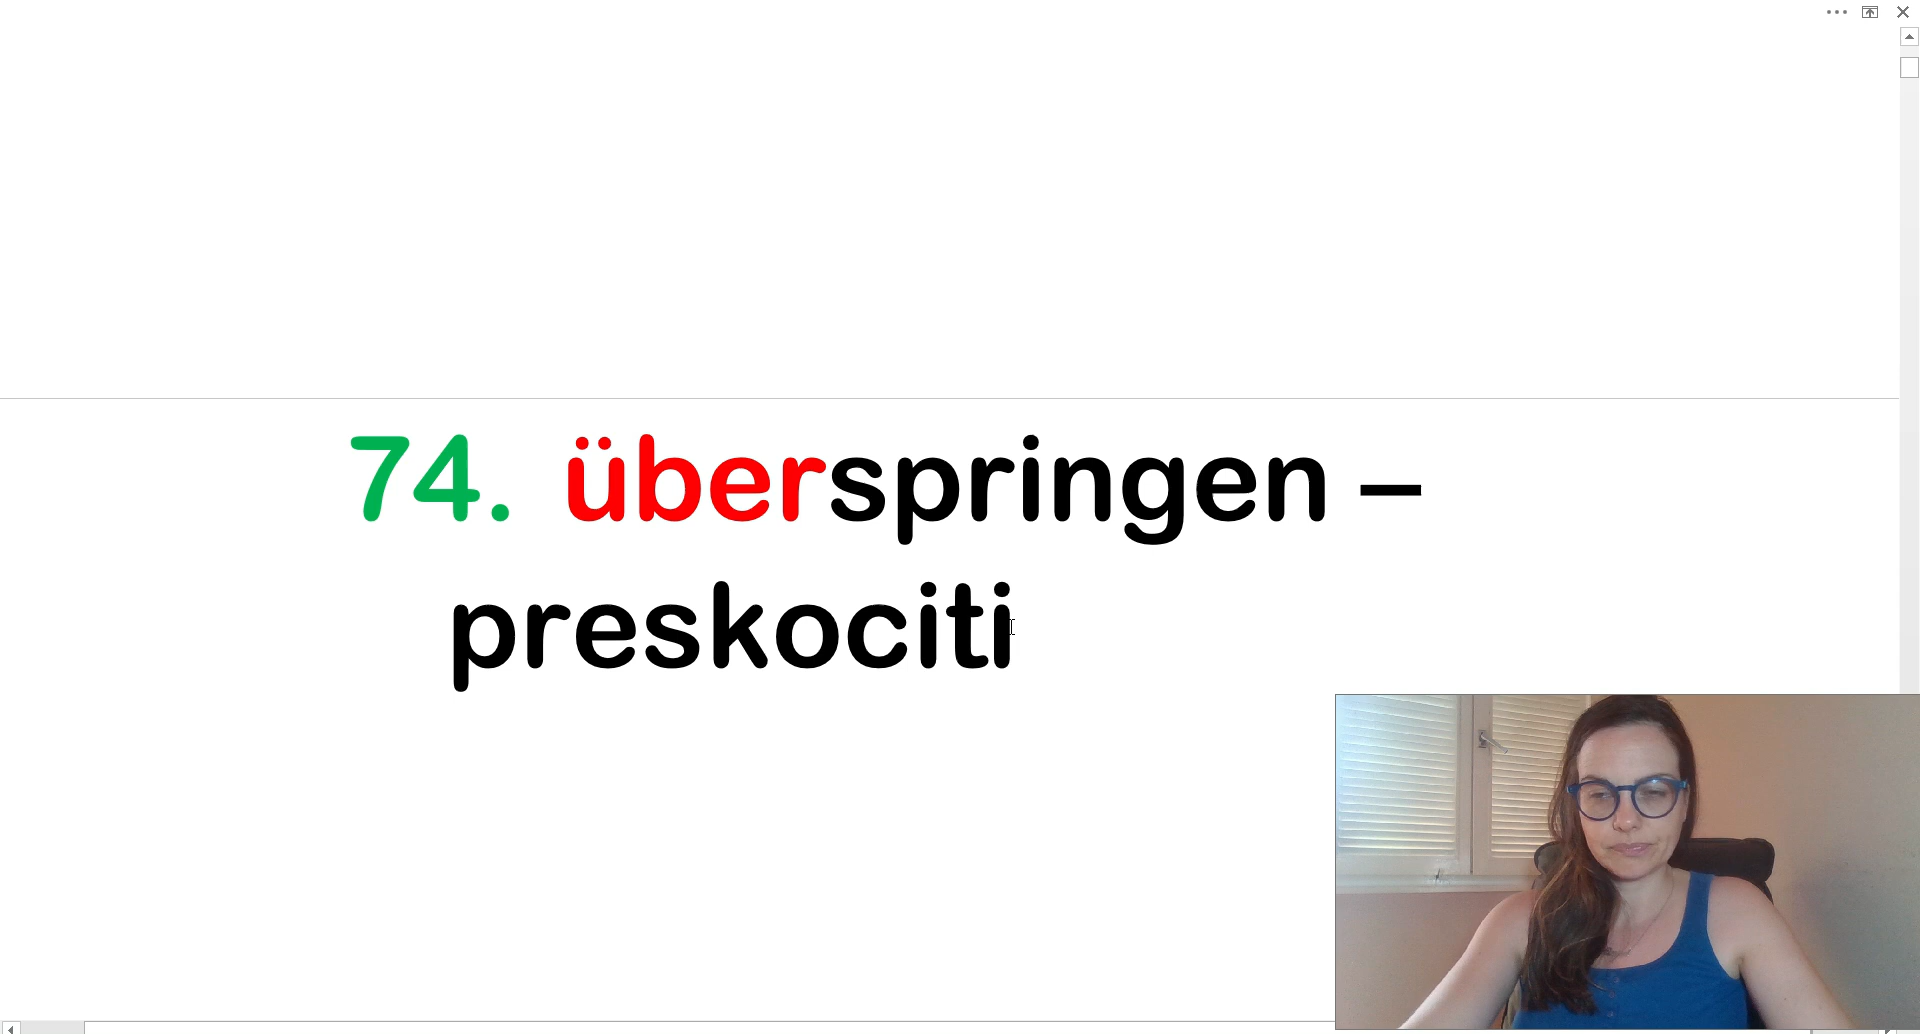 74. überspringen –
preskociti